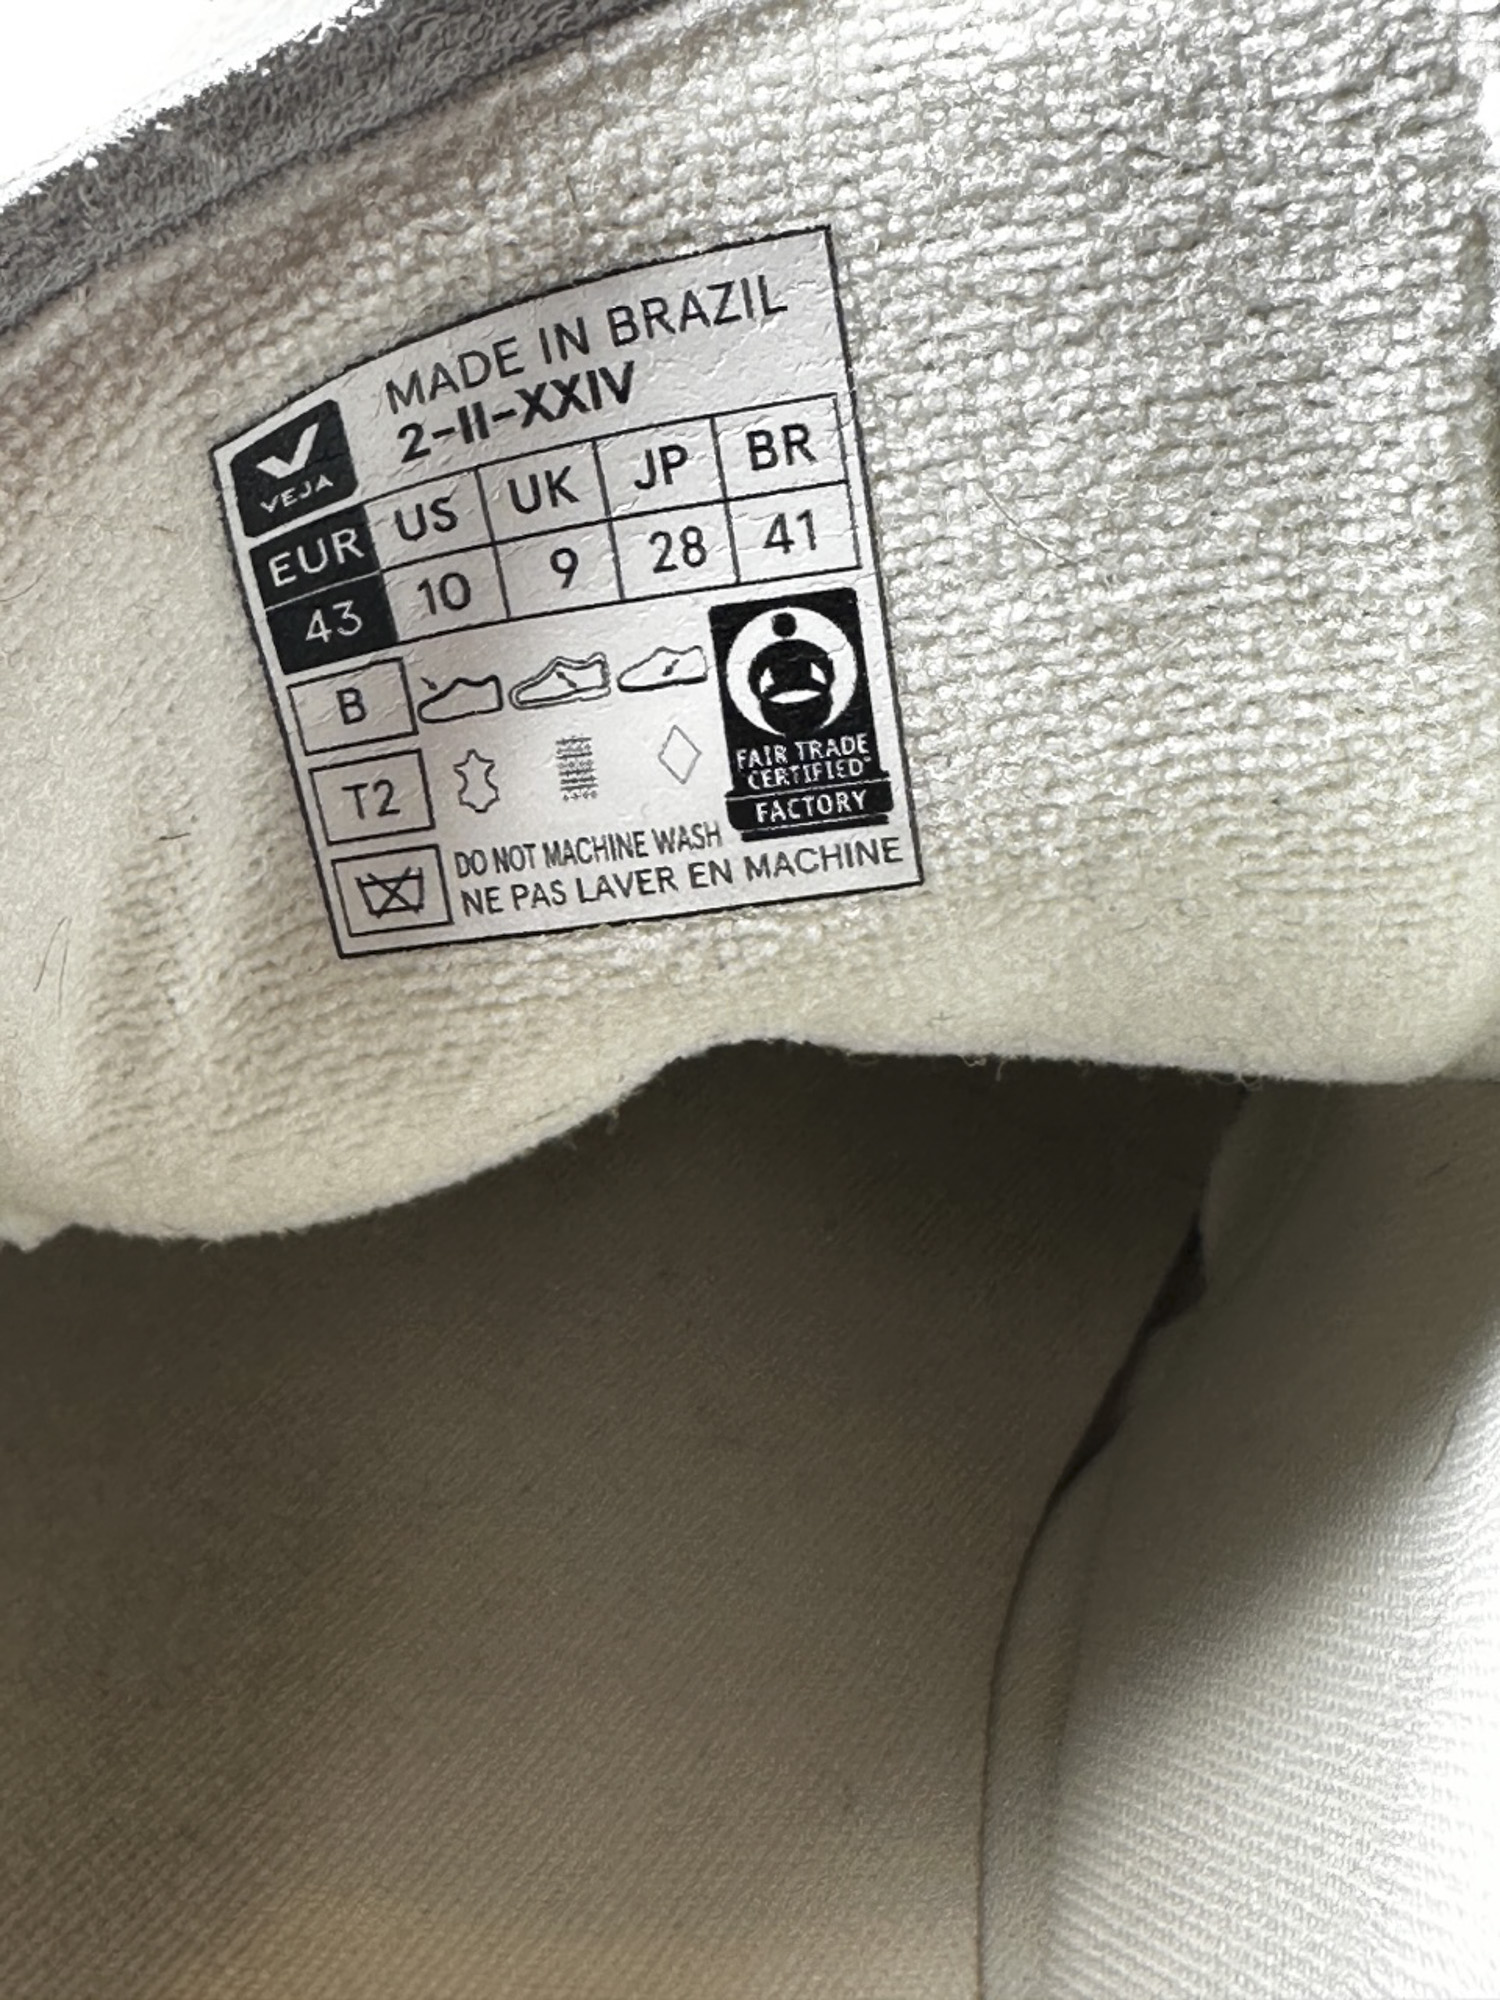 MADE IN BRAZIL
2-II-XXIV
VEJA
EUR US UK JP BR
43 10 9 28 41
B
T2
FAIR TRADE
CERTIFIED
FACTORY
DO NOT MACHINE WASH
NE PAS LAVER EN MACHINE